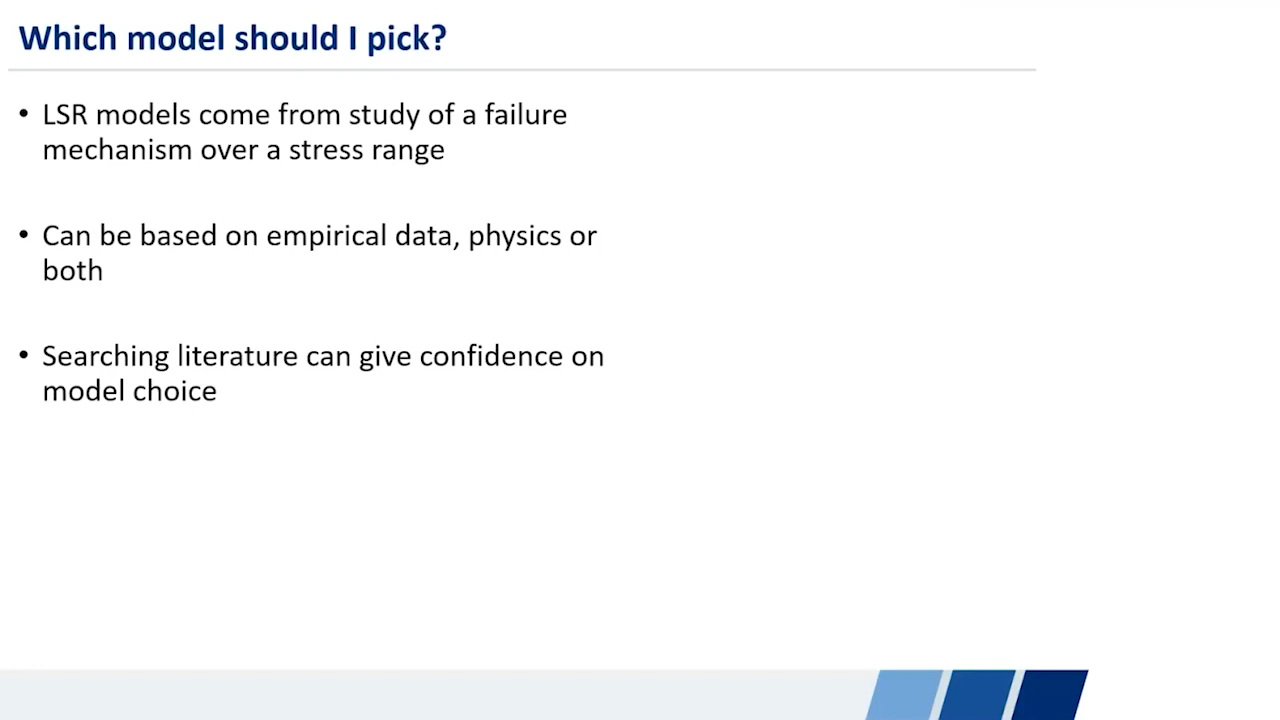 Which model should I pick?
• LSR models come from study of a failure
mechanism over a stress range
• Can be based on empirical data, physics or
both
• Searching literature can give confidence on
model choice